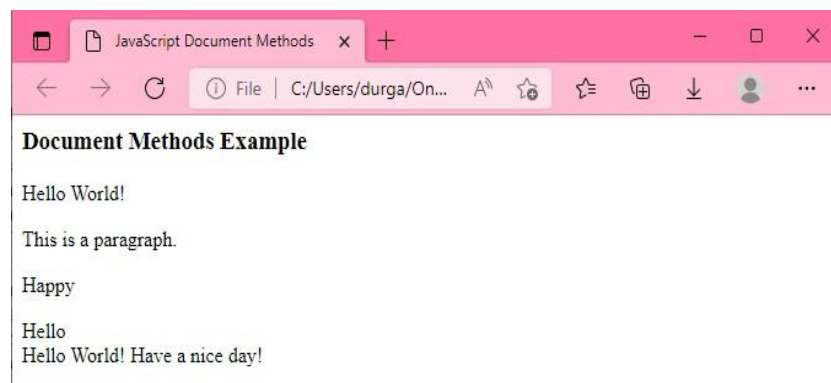 JavaScript Document Methods
File | C:/Users/durga/On...
Document Methods Example
Hello World!
This is a paragraph.
Happy
Hello
Hello World! Have a nice day!